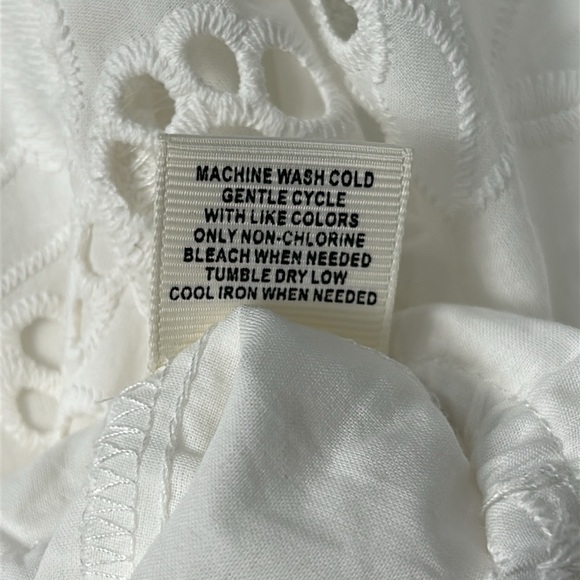 MACHINE WASH COLD
GENTLE CYCLE
WITH LIKE COLORS
ONLY NON-CHLORINE
BLEACH WHEN NEEDED
TUMBLE DRY LOW
COOL IRON WHEN NEEDED